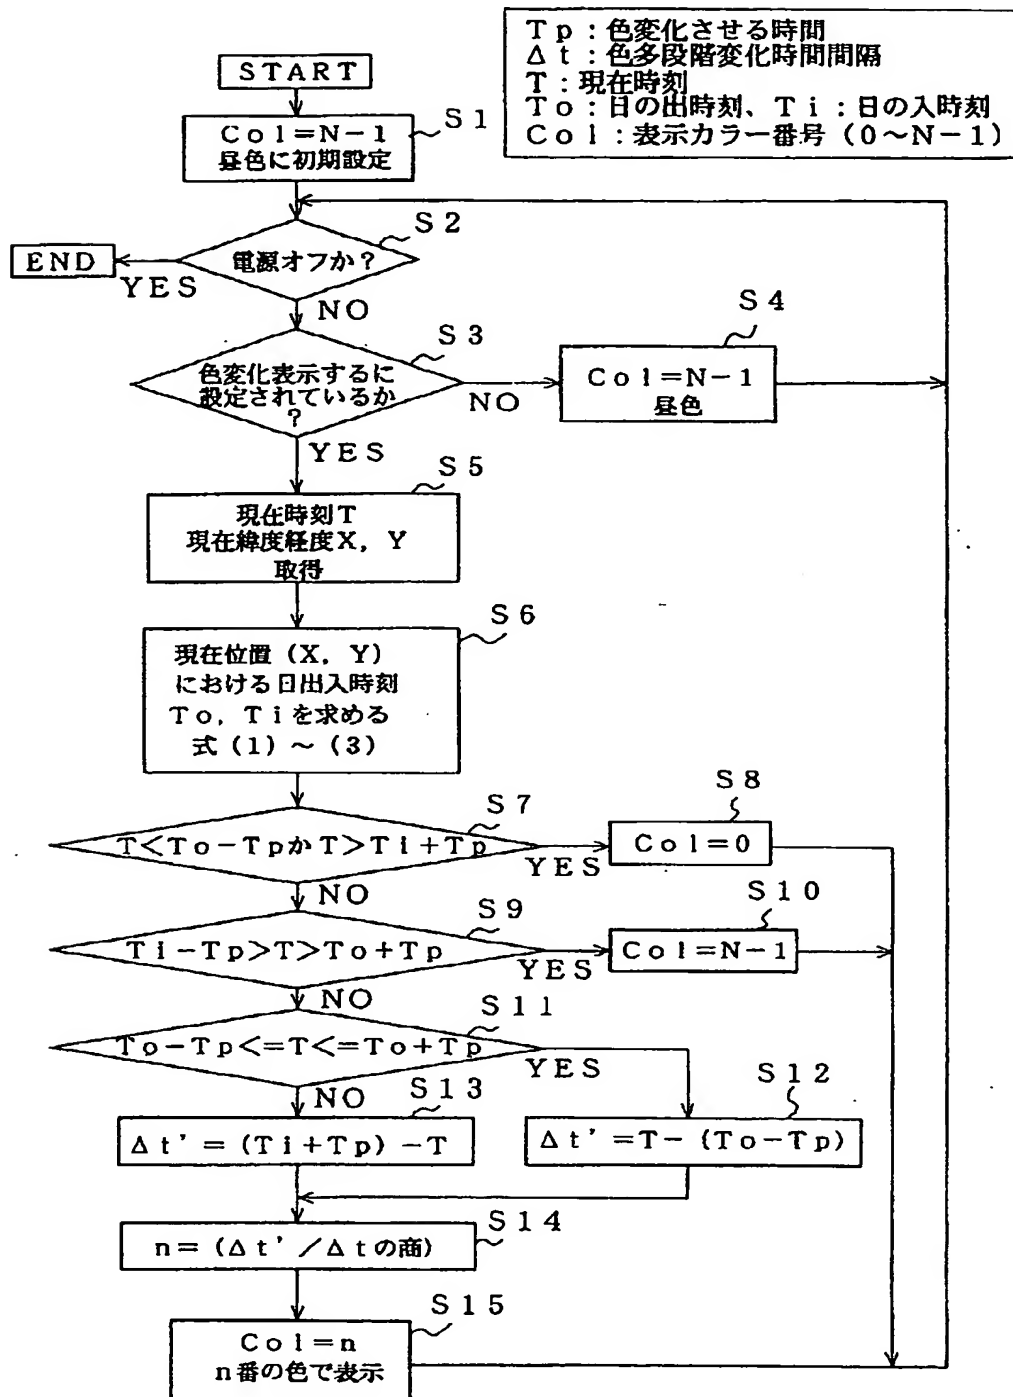 Tp：色変化させる時間
Δt：色多段階変化時間間隔
T：現在時刻
To：日の出時刻、Ti：日の入時刻
Col：表示カラー番号（0～N-1）
START
S1
Col=N-1
昼色に初期設定
S2
電源オフか？
END
YES
NO
S3
色変化表示するに
設定されているか
？
NO
S4
Col=N-1
昼色
YES
S5
現在時刻T
現在緯度経度X，Y
取得
S6
現在位置（X，Y）
における日出入時刻
To，Tiを求める
式（1）～（3）
S7
T<To-TpかT>Ti+Tp
YES
S8
Col=0
NO
S9
Ti-Tp>T>To+Tp
YES
S10
Col=N-1
NO
S11
To-Tp<=T<=To+Tp
YES
S12
Δt'=T-(To-Tp)
NO
S13
Δt'=(Ti+Tp)-T
S14
n=（Δt'／Δtの商）
S15
Col=n
n番の色で表示